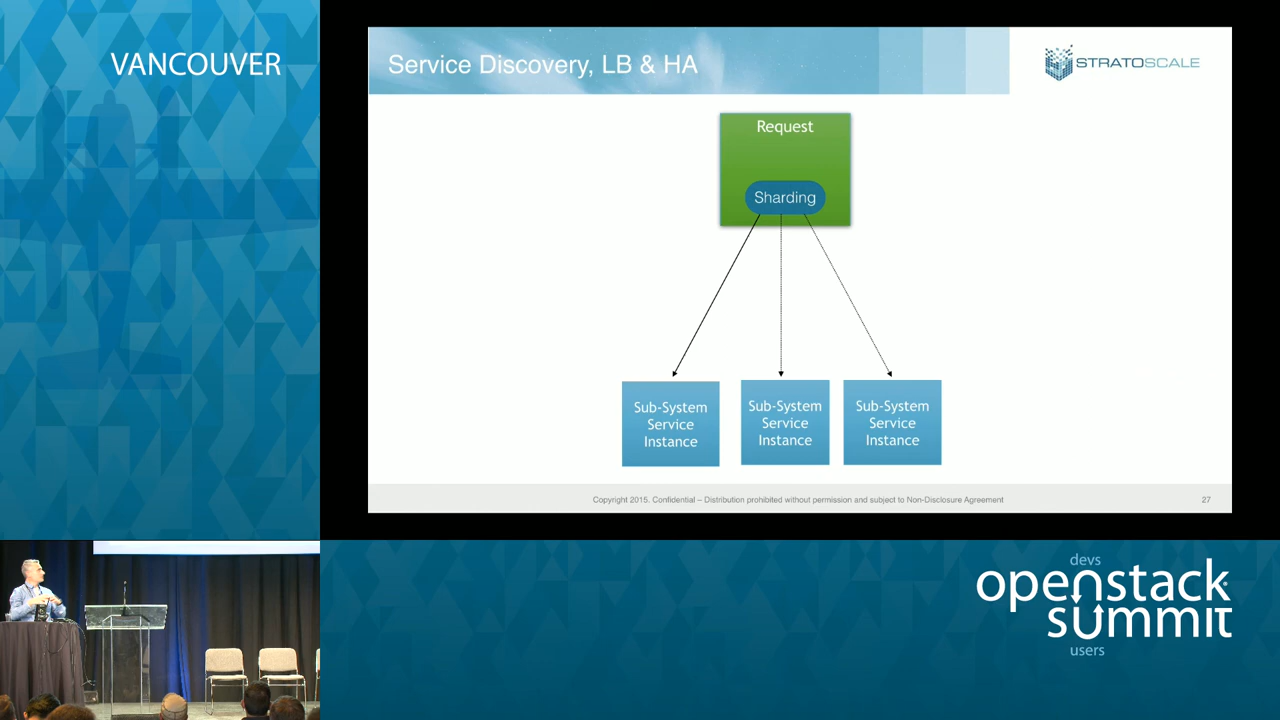 VANCOUVER
Service Discovery, LB & HA
STRATOSCALE
Request
Sharding
Sub-System
Service
Instance
Sub-System
Service
Instance
Sub-System
Service
Instance
Copyright 2015. Confidential – Distribution prohibited without permission and subject to Non-Disclosure Agreement
27
devs
openstack
summit
users